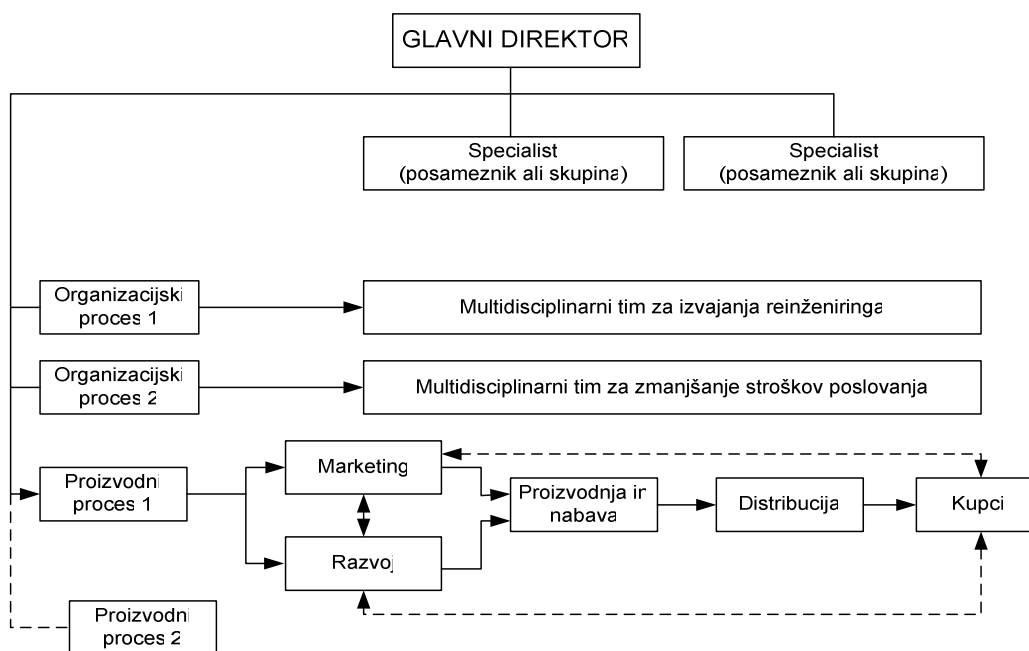 GLAVNI DIREKTOR
Specialist
(posameznik ali skupina)
Specialist
(posameznik ali skupina)
Organizacijski
proces 1
Multidisciplinarni tim za izvajanja reinženiringa
Organizacijski
proces 2
Multidisciplinarni tim za zmanjšanje stroškov poslovanja
Proizvodni
proces 1
Marketing
Razvoj
Proizvodnja in
nabava
Distribucija
Kupci
Proizvodni
proces 2